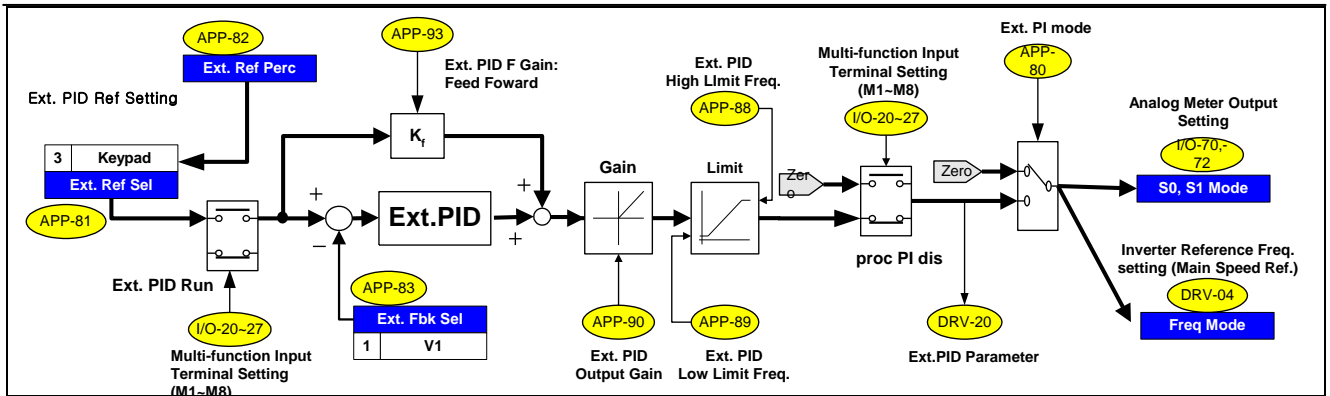 APP-82
Ext. Ref Perc
Ext. PID Ref Setting
3 Keypad
Ext. Ref Sel
APP-81
Ext. PID Run
I/O-20~27
Multi-function Input
Terminal Setting
(M1~M8)
APP-93
Ext. PID F Gain:
Feed Foward
Kf
+
−
Ext.PID
+
+
APP-83
Ext. Fbk Sel
1 V1
Gain
APP-90
Ext. PID
Output Gain
Ext. PID
High LImit Freq.
APP-88
Limit
APP-89
Ext. PID
Low Limit Freq.
Multi-function Input
Terminal Setting
(M1~M8)
I/O-20~27
Zer
o
proc PI dis
Zero
DRV-20
Ext.PID Parameter
Ext. PI mode
APP-
80
Analog Meter Output
Setting
I/O-70,-
72
S0, S1 Mode
Inverter Reference Freq.
setting (Main Speed Ref.)
DRV-04
Freq Mode